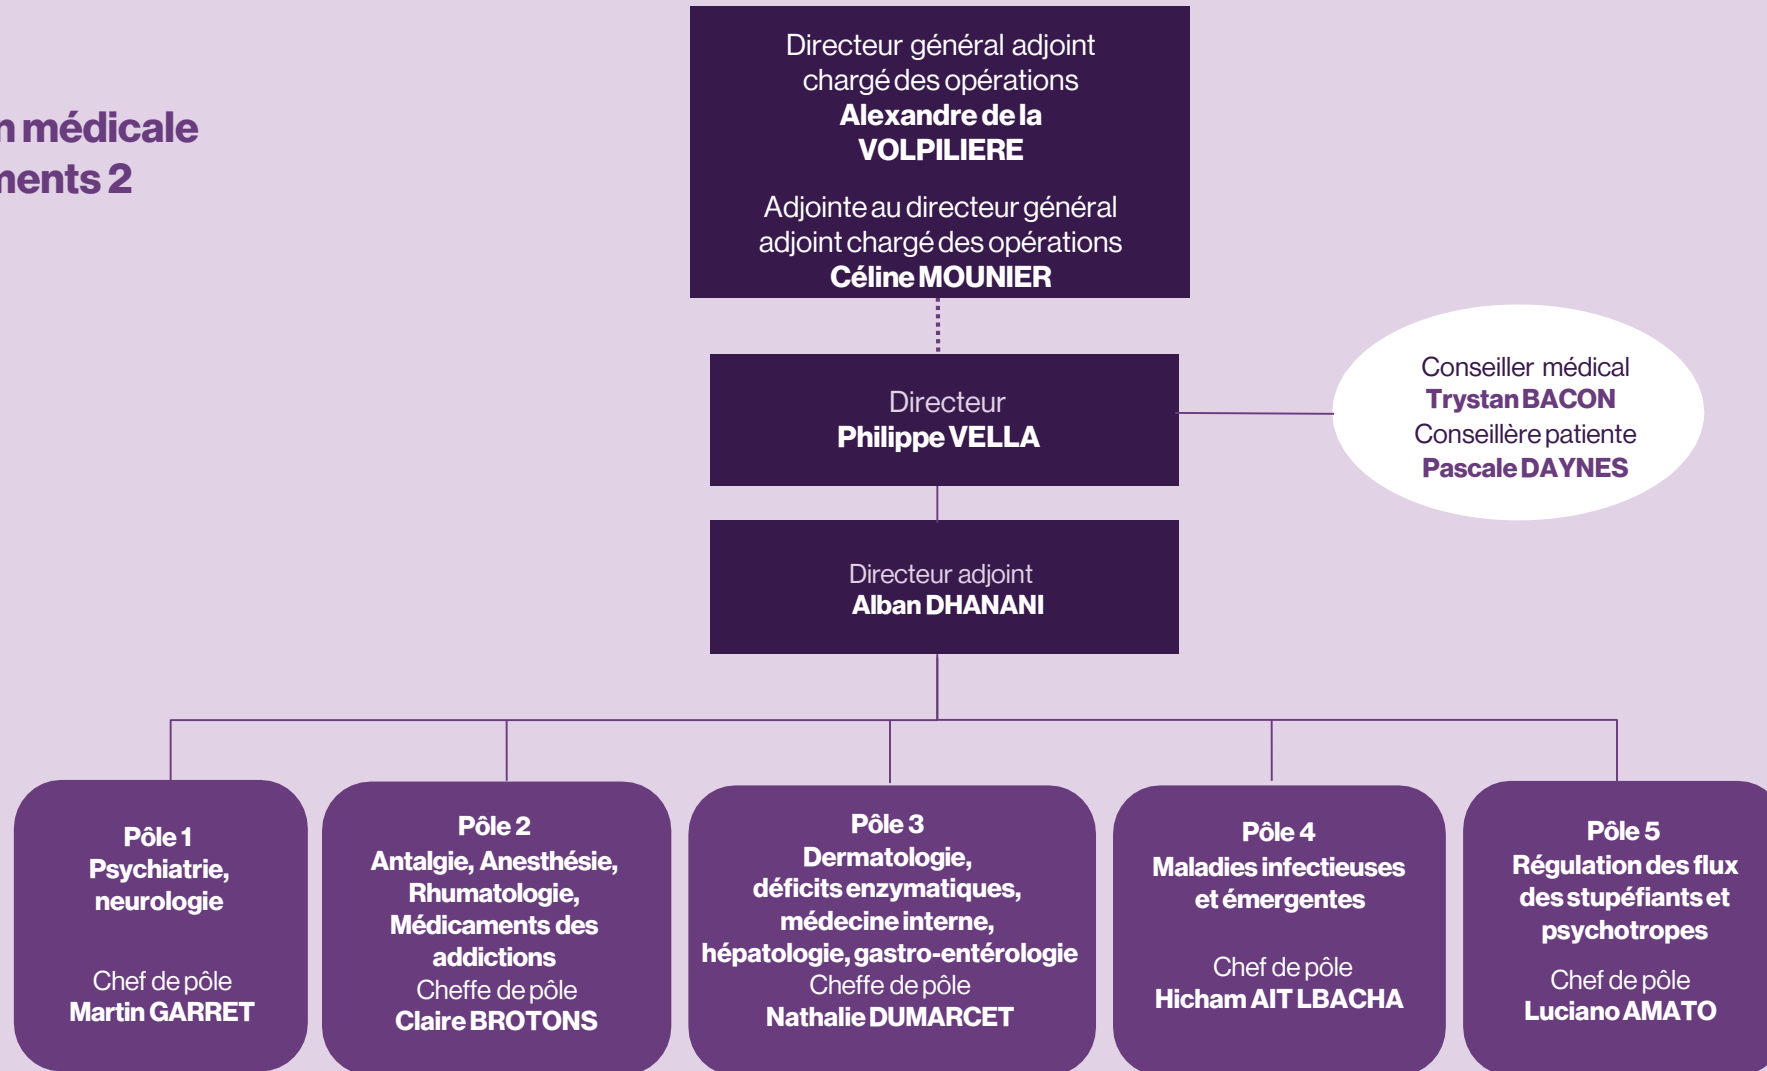 n médicale
ments 2
Directeur général adjoint
chargé des opérations
Alexandre de la
VOLPILIERE
Adjointe au directeur général
adjoint chargé des opérations
Céline MOUNIER
Directeur
Philippe VELLA
Conseiller médical
Trystan BACON
Conseillère patiente
Pascale DAYNES
Directeur adjoint
Alban DHANANI
Pôle 1
Psychiatrie,
neurologie
Chef de pôle
Martin GARRET
Pôle 2
Antalgie, Anesthésie,
Rhumatologie,
Médicaments des
addictions
Cheffe de pôle
Claire BROTONS
Pôle 3
Dermatologie,
déficits enzymatiques,
médecine interne,
hépatologie, gastro-entérologie
Cheffe de pôle
Nathalie DUMARCET
Pôle 4
Maladies infectieuses
et émergentes
Chef de pôle
Hicham AIT LBACHA
Pôle 5
Régulation des flux
des stupéfiants et
psychotropes
Chef de pôle
Luciano AMATO